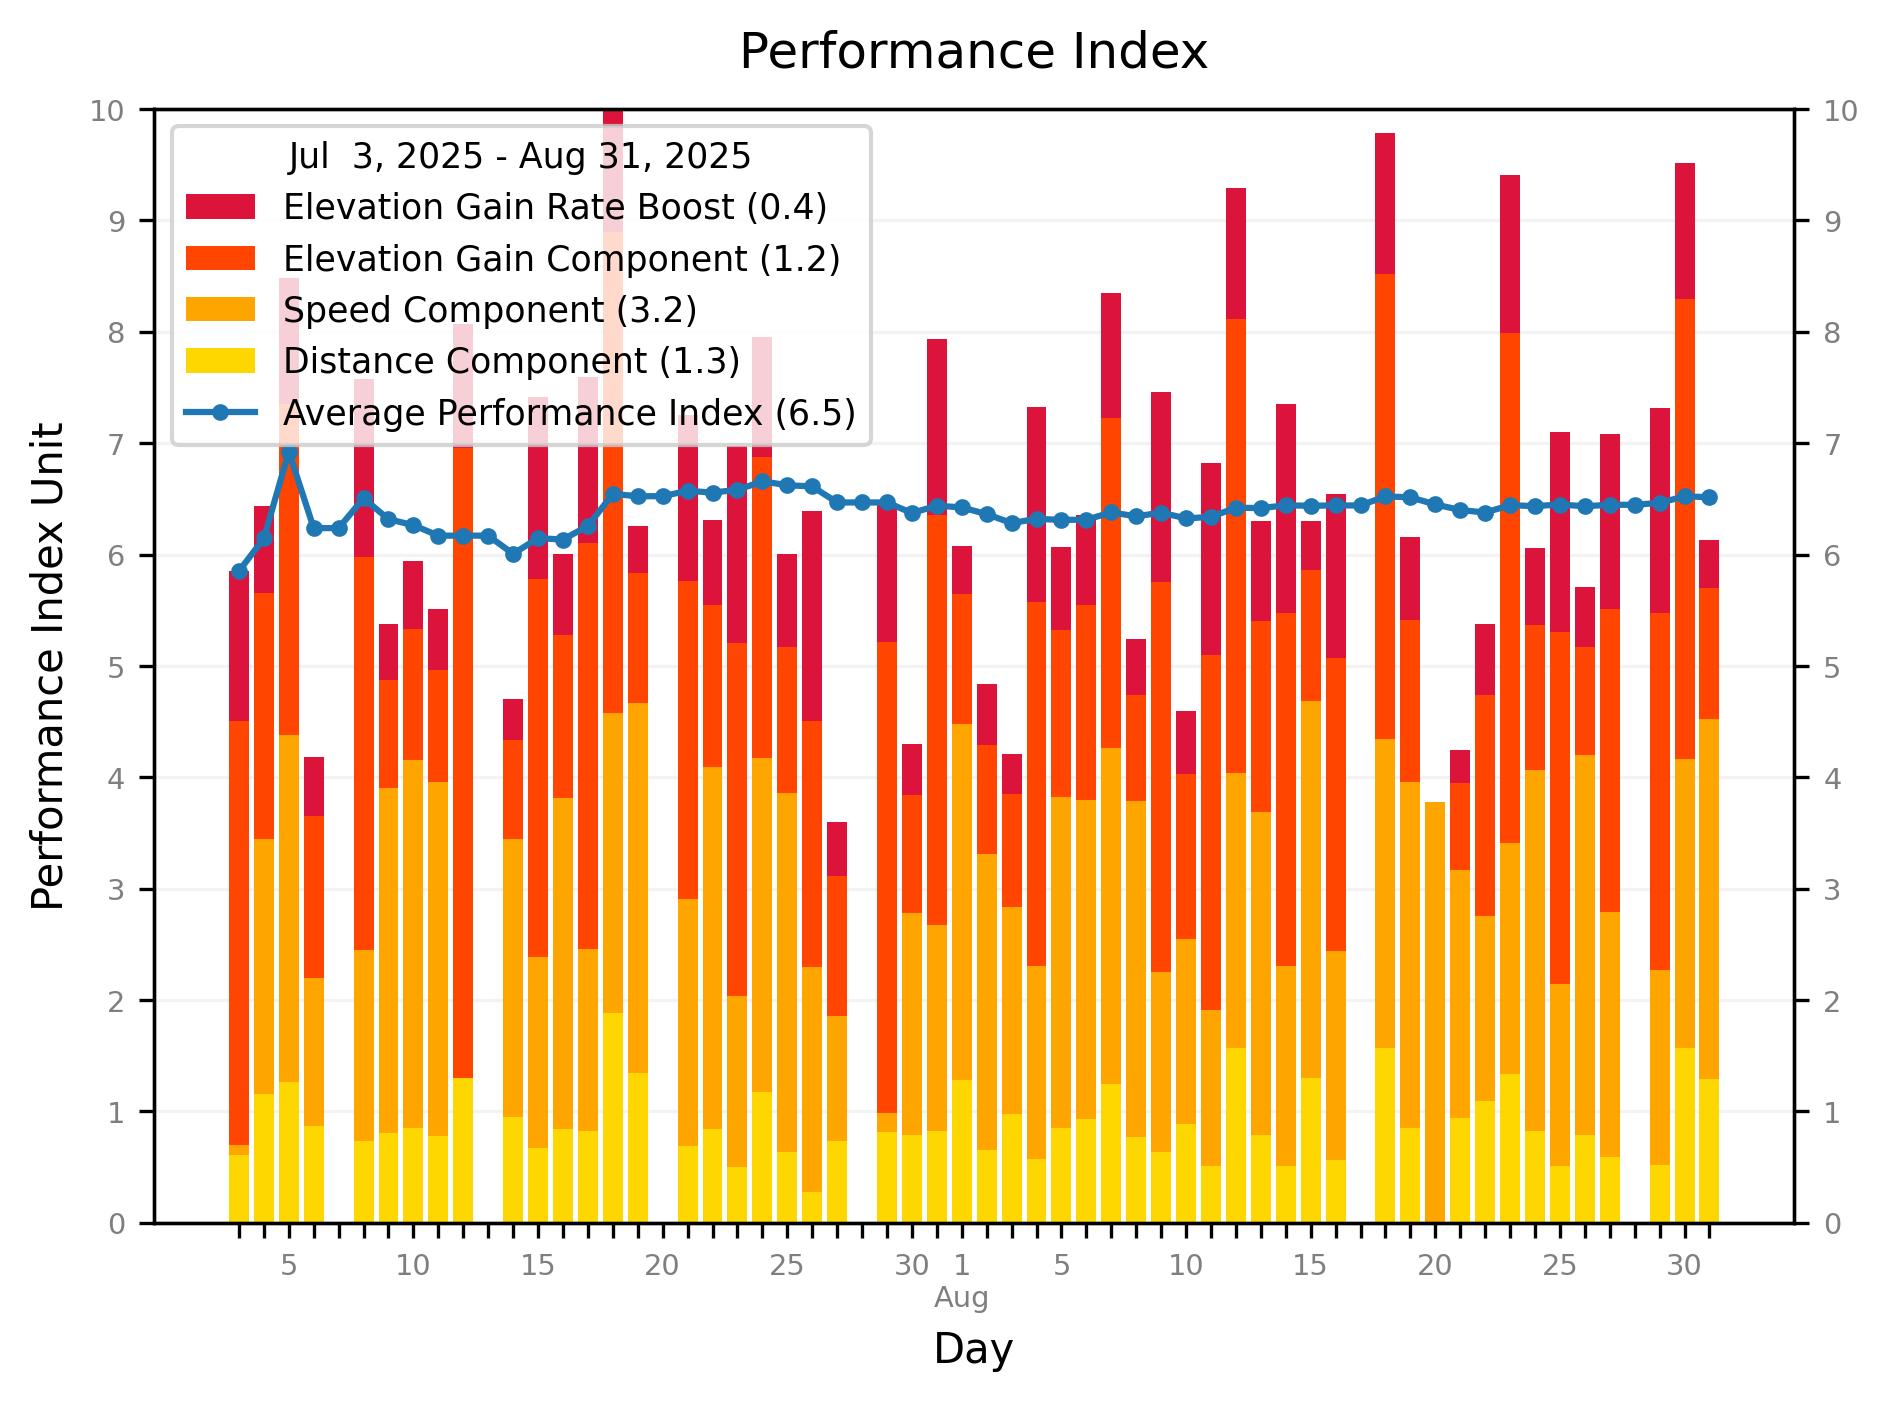 Performance Index
Jul  3, 2025 - Aug 31, 2025
Elevation Gain Rate Boost (0.4)
Elevation Gain Component (1.2)
Speed Component (3.2)
Distance Component (1.3)
Average Performance Index (6.5)
Performance Index Unit
10
9
8
7
6
5
4
3
2
1
0
10
9
8
7
6
5
4
3
2
1
0
5 10 15 20 25 30 1 5 10 15 20 25 30
Aug
Day